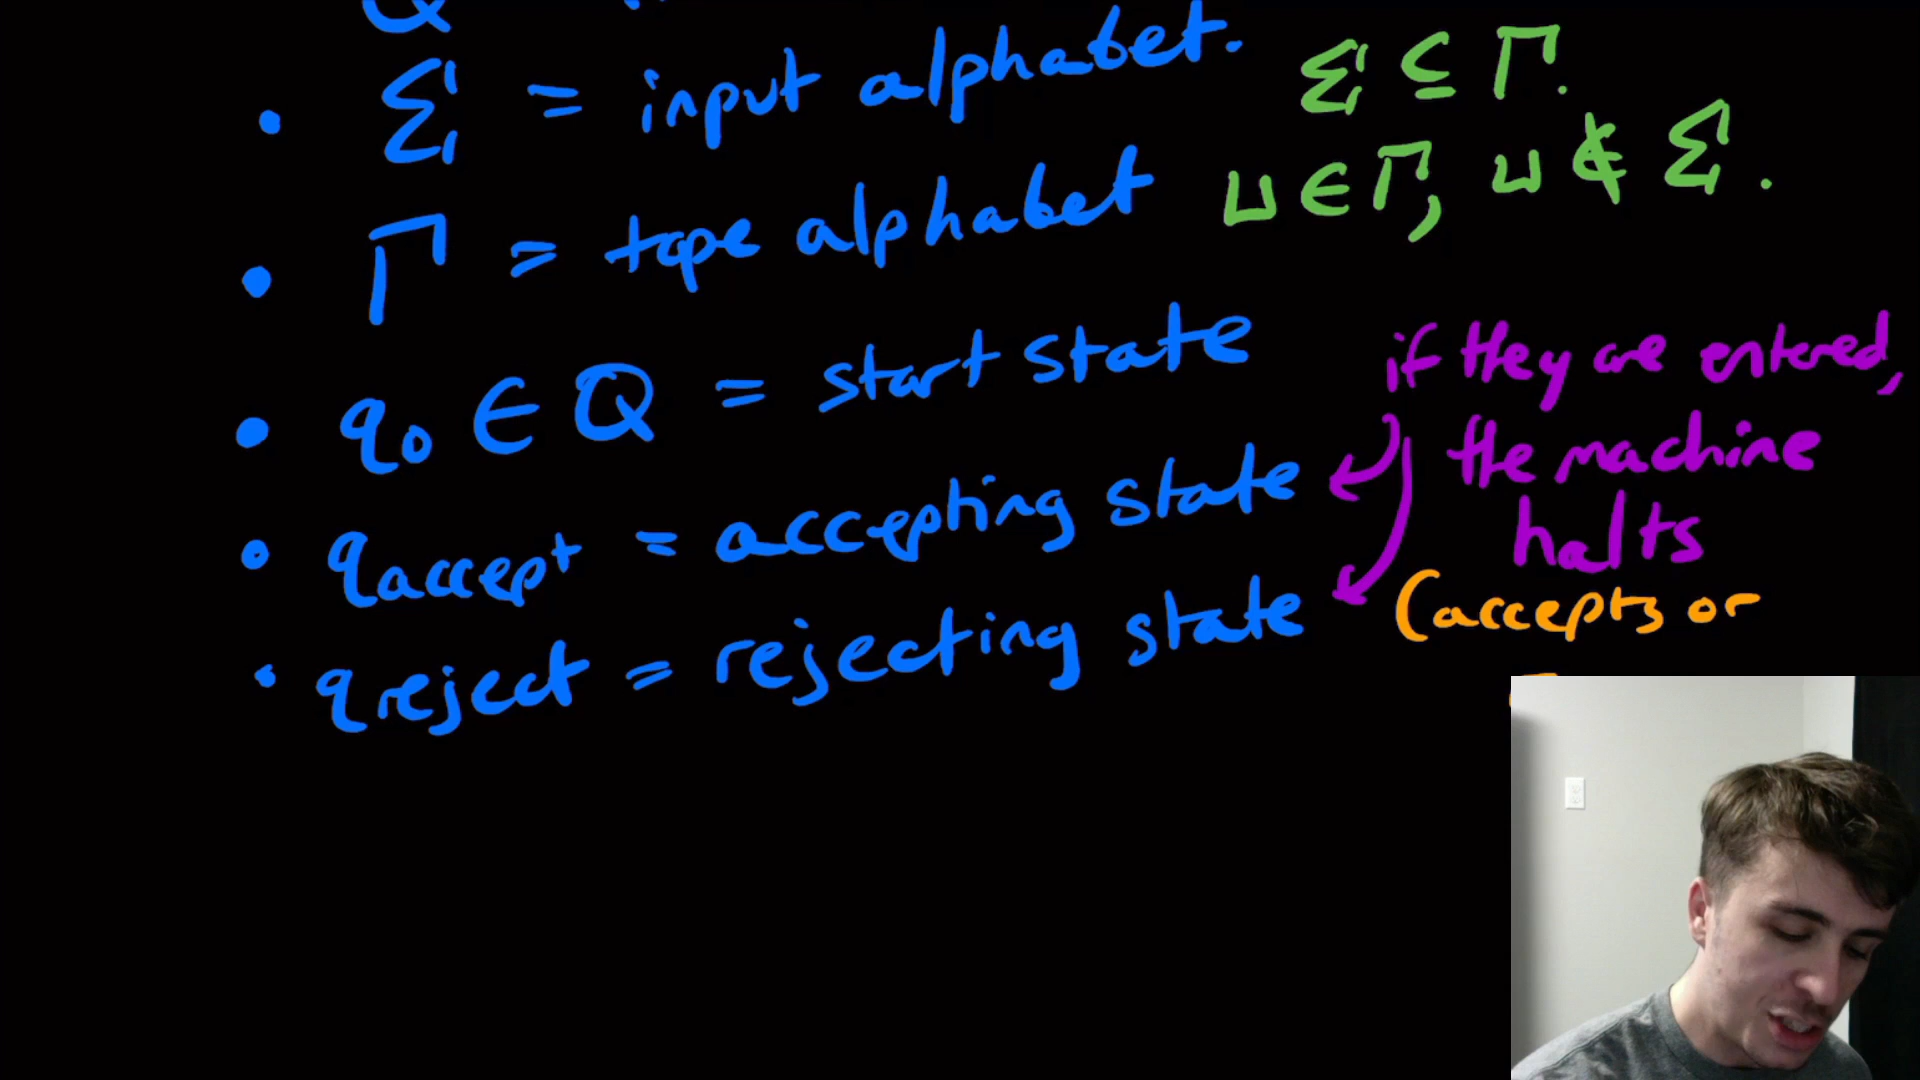 Q
• Σ = input alphabet. Σ ⊆ Γ.
• Γ = tape alphabet ⊔ ∈ Γ, ⊔ ∉ Σ.
• q0 ∈ Q = start state
• qaccept = accepting state
• qreject = rejecting state
if they are entered,
the machine
halts
(accepts or